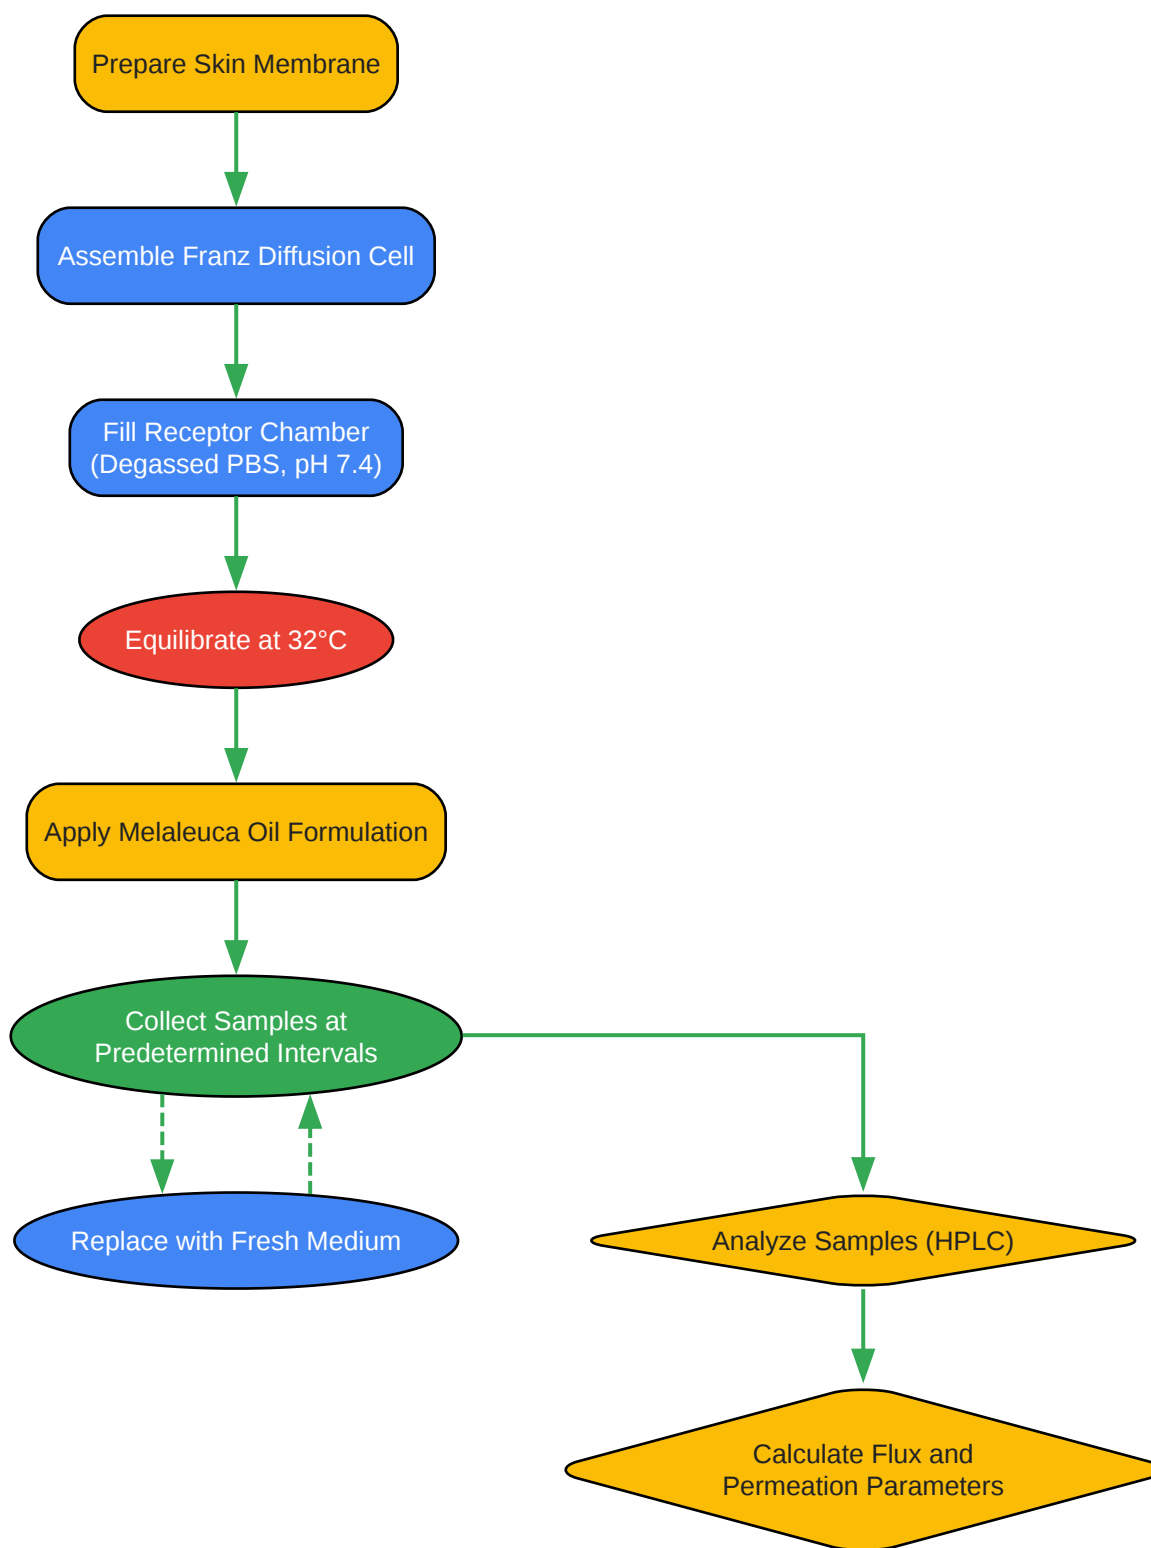 Prepare Skin Membrane
Assemble Franz Diffusion Cell
Fill Receptor Chamber
(Degassed PBS, pH 7.4)
Equilibrate at 32°C
Apply Melaleuca Oil Formulation
Collect Samples at
Predetermined Intervals
Replace with Fresh Medium
Analyze Samples (HPLC)
Calculate Flux and
Permeation Parameters